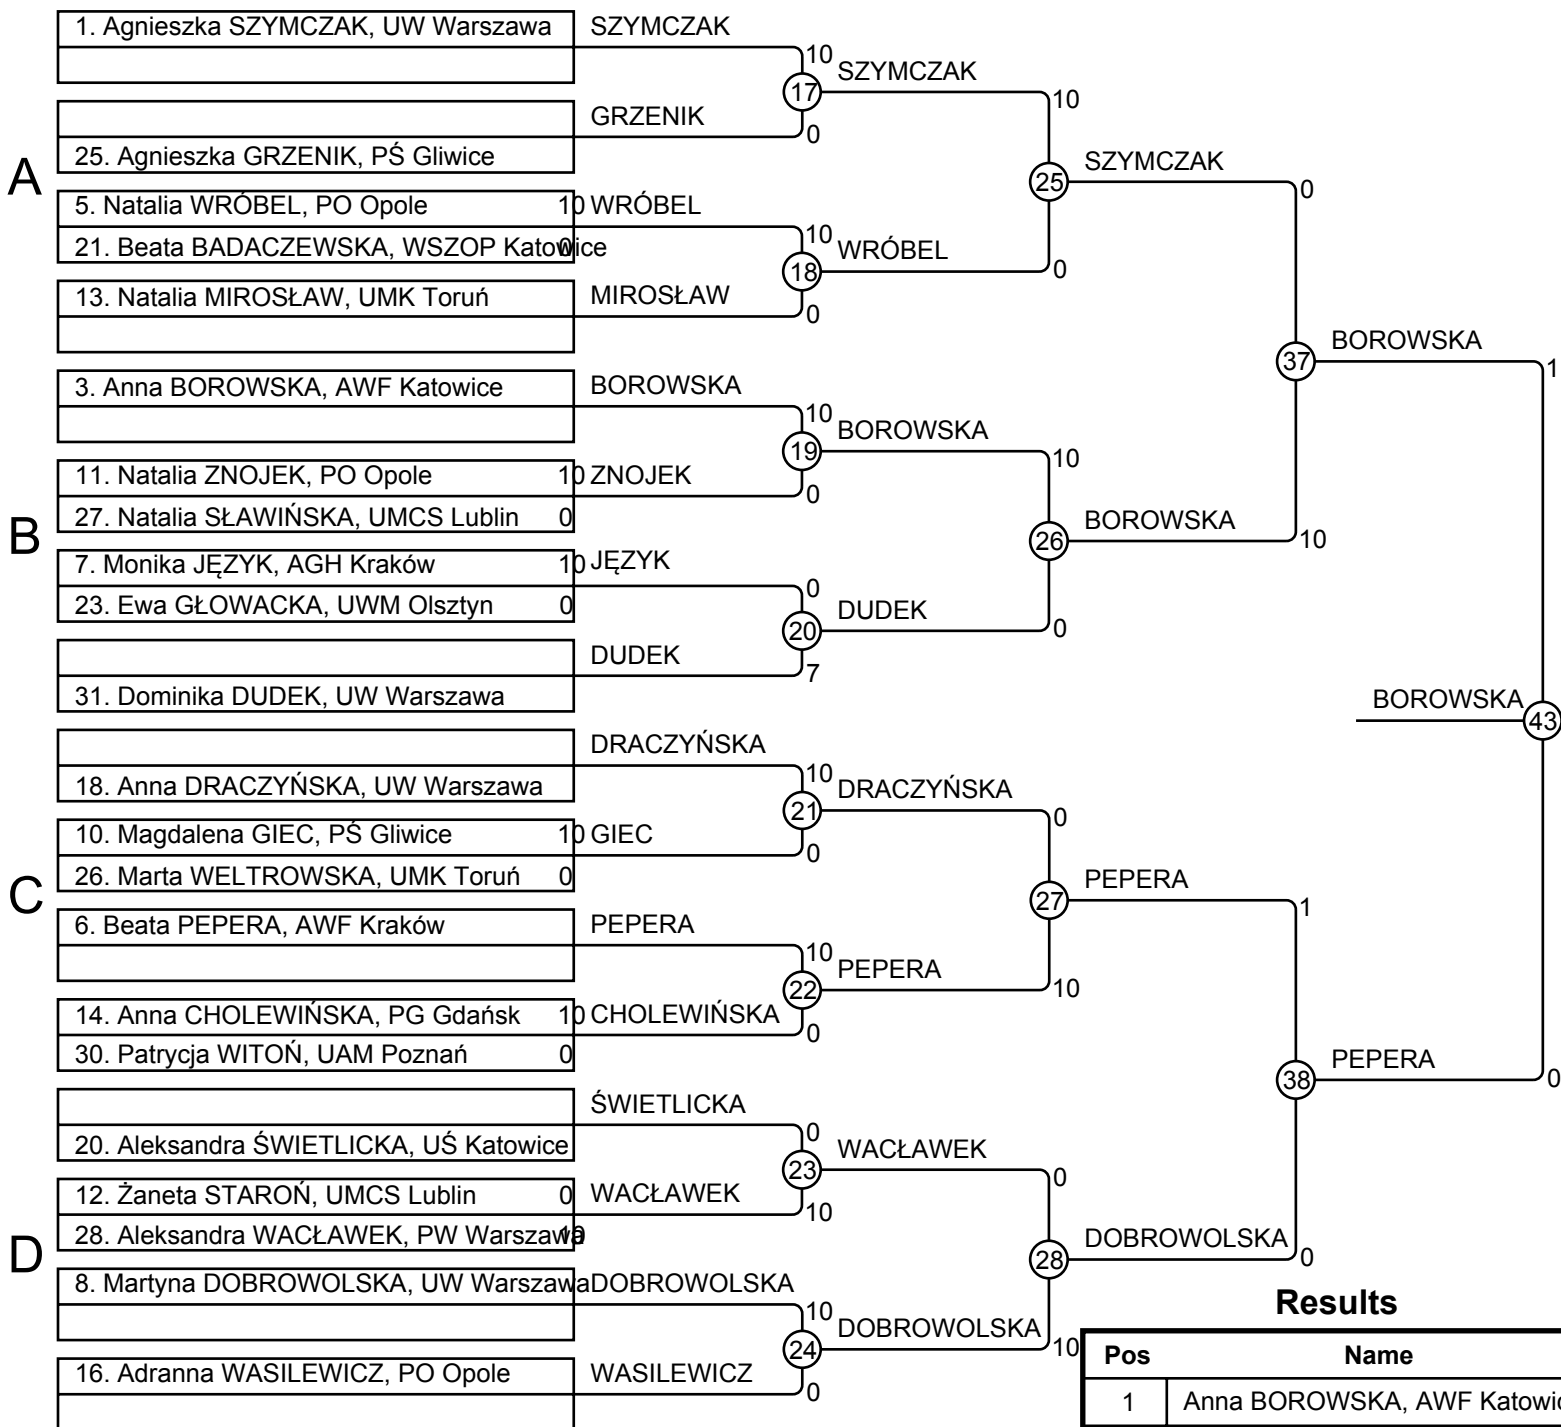 1. Agnieszka SZYMCZAK, UW Warszawa
SZYMCZAK
10
SZYMCZAK
17
10
GRZENIK
0
25. Agnieszka GRZENIK, PŚ Gliwice
A
SZYMCZAK
25
0
5. Natalia WRÓBEL, PO Opole 10
WRÓBEL
21. Beata BADACZEWSKA, WSZOP Katowice 0
10
WRÓBEL
18
0
13. Natalia MIROSŁAW, UMK Toruń
MIROSŁAW
0
BOROWSKA
37
1
3. Anna BOROWSKA, AWF Katowice
BOROWSKA
10
BOROWSKA
19
10
11. Natalia ZNOJEK, PO Opole 10
ZNOJEK
0
27. Natalia SŁAWIŃSKA, UMCS Lublin 0
B
BOROWSKA
26
10
7. Monika JĘZYK, AGH Kraków 10
JĘZYK
23. Ewa GŁOWACKA, UWM Olsztyn 0
0
DUDEK
20
0
DUDEK
7
31. Dominika DUDEK, UW Warszawa
BOROWSKA
43
DRACZYŃSKA
18. Anna DRACZYŃSKA, UW Warszawa
10
DRACZYŃSKA
21
0
10. Magdalena GIEC, PŚ Gliwice 10
GIEC
0
26. Marta WELTROWSKA, UMK Toruń 0
C
PEPERA
27
1
6. Beata PEPERA, AWF Kraków
PEPERA
10
PEPERA
22
10
14. Anna CHOLEWIŃSKA, PG Gdańsk 10
CHOLEWIŃSKA
0
30. Patrycja WITOŃ, UAM Poznań 0
PEPERA
38
0
ŚWIETLICKA
20. Aleksandra ŚWIETLICKA, UŚ Katowice
0
WACŁAWEK
23
0
12. Żaneta STAROŃ, UMCS Lublin 0
WACŁAWEK
10
28. Aleksandra WACŁAWEK, PW Warszawa 10
D
DOBROWOLSKA
28
0
8. Martyna DOBROWOLSKA, UW Warszawa
DOBROWOLSKA
10
DOBROWOLSKA
24
10
16. Adranna WASILEWICZ, PO Opole
WASILEWICZ
0
Results
Pos Name
1 Anna BOROWSKA, AWF Katowic